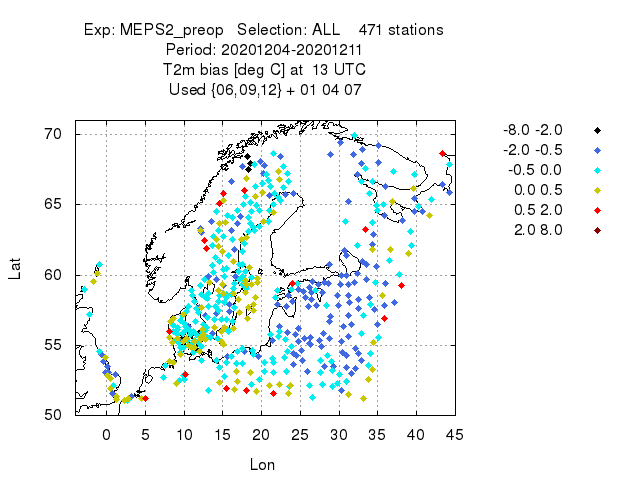 Exp: MEPS2_preop   Selection: ALL    471 stations
Period: 20201204-20201211
T2m bias [deg C] at  13 UTC
Used {06,09,12} + 01 04 07
70
65
60
55
50
Lat
0 5 10 15 20 25 30 35 40 45
Lon
-8.0 -2.0
-2.0 -0.5
-0.5 0.0
0.0 0.5
0.5 2.0
2.0 8.0